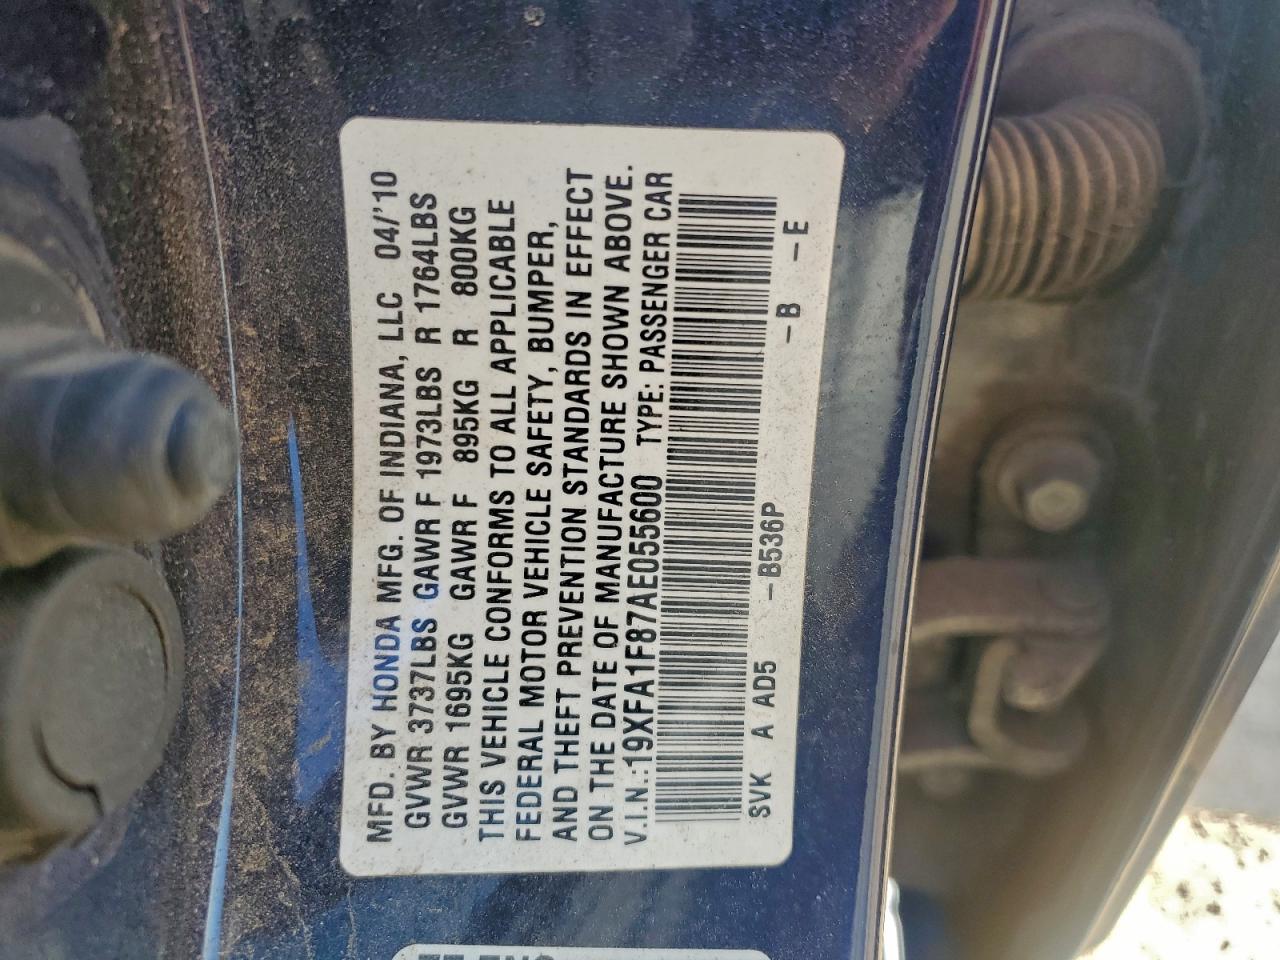 MFD. BY HONDA MFG. OF INDIANA, LLC 04/'10
GVWR 3737LBS GAWR F 1973LBS R 1764LBS
GVWR 1695KG GAWR F 895KG R 800KG
THIS VEHICLE CONFORMS TO ALL APPLICABLE
FEDERAL MOTOR VEHICLE SAFETY, BUMPER,
AND THEFT PREVENTION STANDARDS IN EFFECT
ON THE DATE OF MANUFACTURE SHOWN ABOVE.
V.I.N.:19XFA1F87AE055600 TYPE: PASSENGER CAR
SVK A AD5 -B536P -B -E